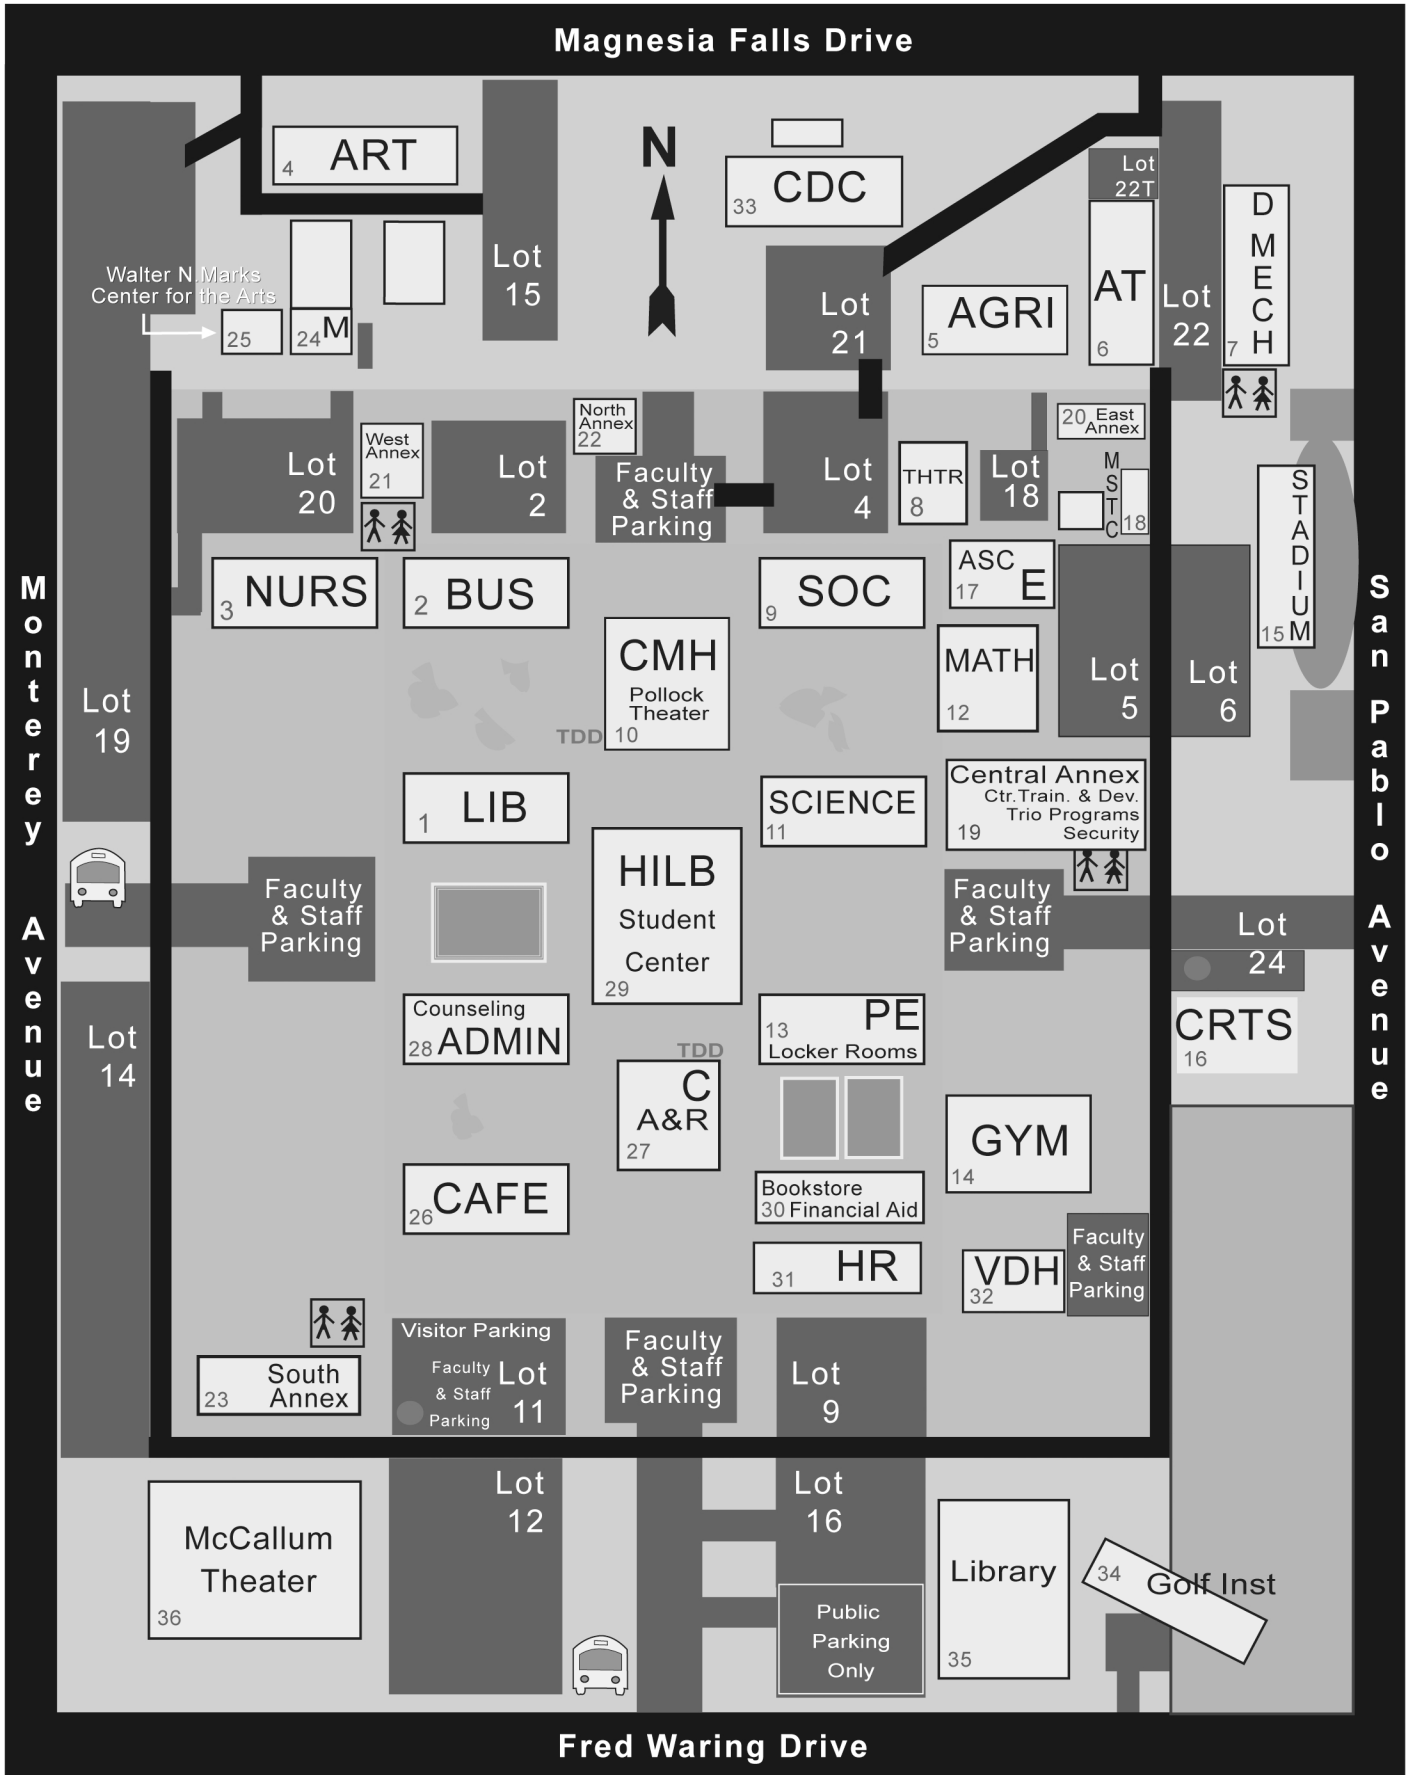 Magnesia Falls Drive
4 ART
N
33 CDC
Lot
22T
D
M
E
C
H
7
Walter N.Marks
Center for the Arts
25
24 M
Lot
15
Lot
21
5 AGRI
AT
6
Lot
22
Lot
20
West
Annex
21
Lot
2
North
Annex
22
Faculty
& Staff
Parking
Lot
4
THTR
8
Lot
18
20 East
Annex
M
S
T
C
18
S
T
A
D
I
U
M
15
3 NURS
2 BUS
9 SOC
ASC
17 E
CMH
Pollock
Theater
10
TDD
MATH
12
Lot
5
Lot
6
Lot
19
Monterey Avenue
San Pablo Avenue
1 LIB
SCIENCE
11
Central Annex
Ctr.Train. & Dev.
Trio Programs
19 Security
Faculty
& Staff
Parking
HILB
Student
Center
29
Faculty
& Staff
Parking
Lot
24
Counseling
28 ADMIN
13 PE
Locker Rooms
CRTS
16
Lot
14
TDD
C
A&R
27
GYM
14
26 CAFE
Bookstore
30 Financial Aid
31 HR
VDH
32
Faculty
& Staff
Parking
South
23 Annex
Visitor Parking
Faculty
& Staff
Parking
Lot
11
Faculty
& Staff
Parking
Lot
9
McCallum
Theater
36
Lot
12
Lot
16
Public
Parking
Only
Library
35
34 Golf Inst
Fred Waring Drive